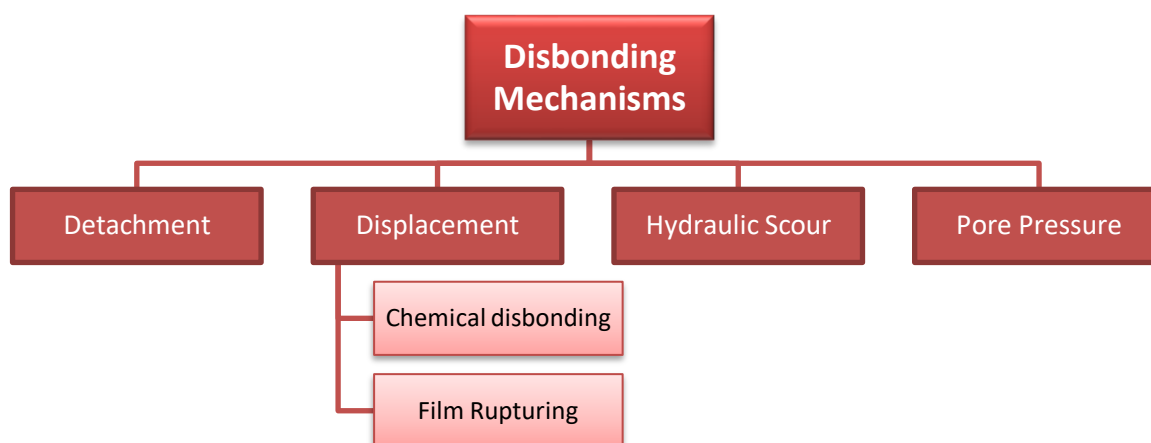 Disbonding
Mechanisms
Detachment
Displacement
Hydraulic Scour
Pore Pressure
Chemical disbonding
Film Rupturing